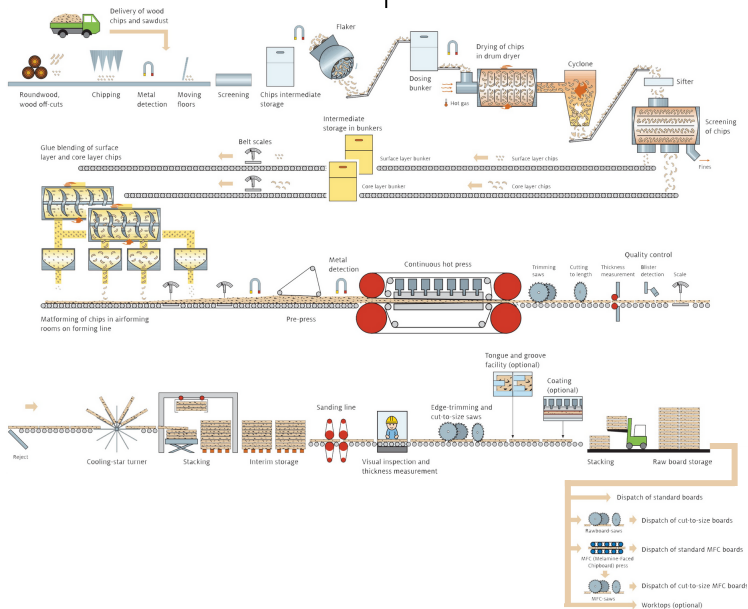 Delivery of wood
chips and sawdust
Roundwood,
wood off-cuts
Chipping
Metal
detection
Moving
floors
Screening
Chips intermediate
storage
Flaker
Dosing
bunker
Hot gas
Drying of chips
in drum dryer
Cyclone
Sifter
Screening
of chips
Fines
Glue blending of surface
layer and core layer chips
Belt scales
Intermediate
storage in bunkers
Surface layer bunker
Surface layer chips
Core layer bunker
Core layer chips
Matforming of chips in airforming
rooms on forming line
Pre-press
Metal
detection
Continuous hot press
Trimming
saws
Cutting
to length
Quality control
Thickness
measurement
Blister
detection
Scale
Reject
Cooling-star turner
Stacking
Interim storage
Sanding line
Visual inspection and
thickness measurement
Edge-trimming and
cut-to-size saws
Tongue and groove
facility (optional)
Coating
(optional)
Stacking
Raw board storage
Dispatch of standard boards
Rawboard saws
Dispatch of cut-to-size boards
MFC (Melamine Faced
Chipboard) press
Dispatch of standard MFC boards
MFC saws
Dispatch of cut-to-size MFC boards
Worktops (optional)